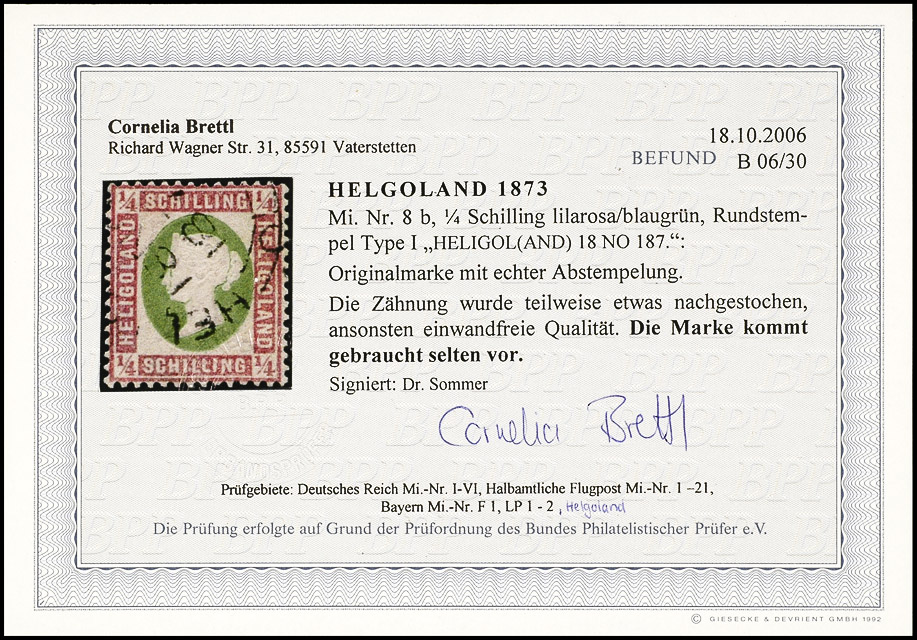 Cornelia Brettl
Richard Wagner Str. 31, 85591 Vaterstetten
18.10.2006
BEFUND B 06/30
¼ SCHILLING ¼
HELIGOLAND
HELIGOLAND
¼ SCHILLING ¼
HEL
HELGOLAND 1873
Mi. Nr. 8 b, ¼ Schilling lilarosa/blaugrün, Rundstem-
pel Type I „HELIGOL(AND) 18 NO 187.“:
Originalmarke mit echter Abstempelung.
Die Zähnung wurde teilweise etwas nachgestochen,
ansonsten einwandfreie Qualität. Die Marke kommt
gebraucht selten vor.
Signiert: Dr. Sommer
Cornelia Brettl
Prüfgebiete: Deutsches Reich Mi.-Nr. I-VI, Halbamtliche Flugpost Mi.-Nr. 1 –21,
Bayern Mi.-Nr. F 1, LP 1 - 2 , Helgoland
Die Prüfung erfolgte auf Grund der Prüfordnung des Bundes Philatelistischer Prüfer e.V.
© GIESECKE & DEVRIENT GMBH 1992